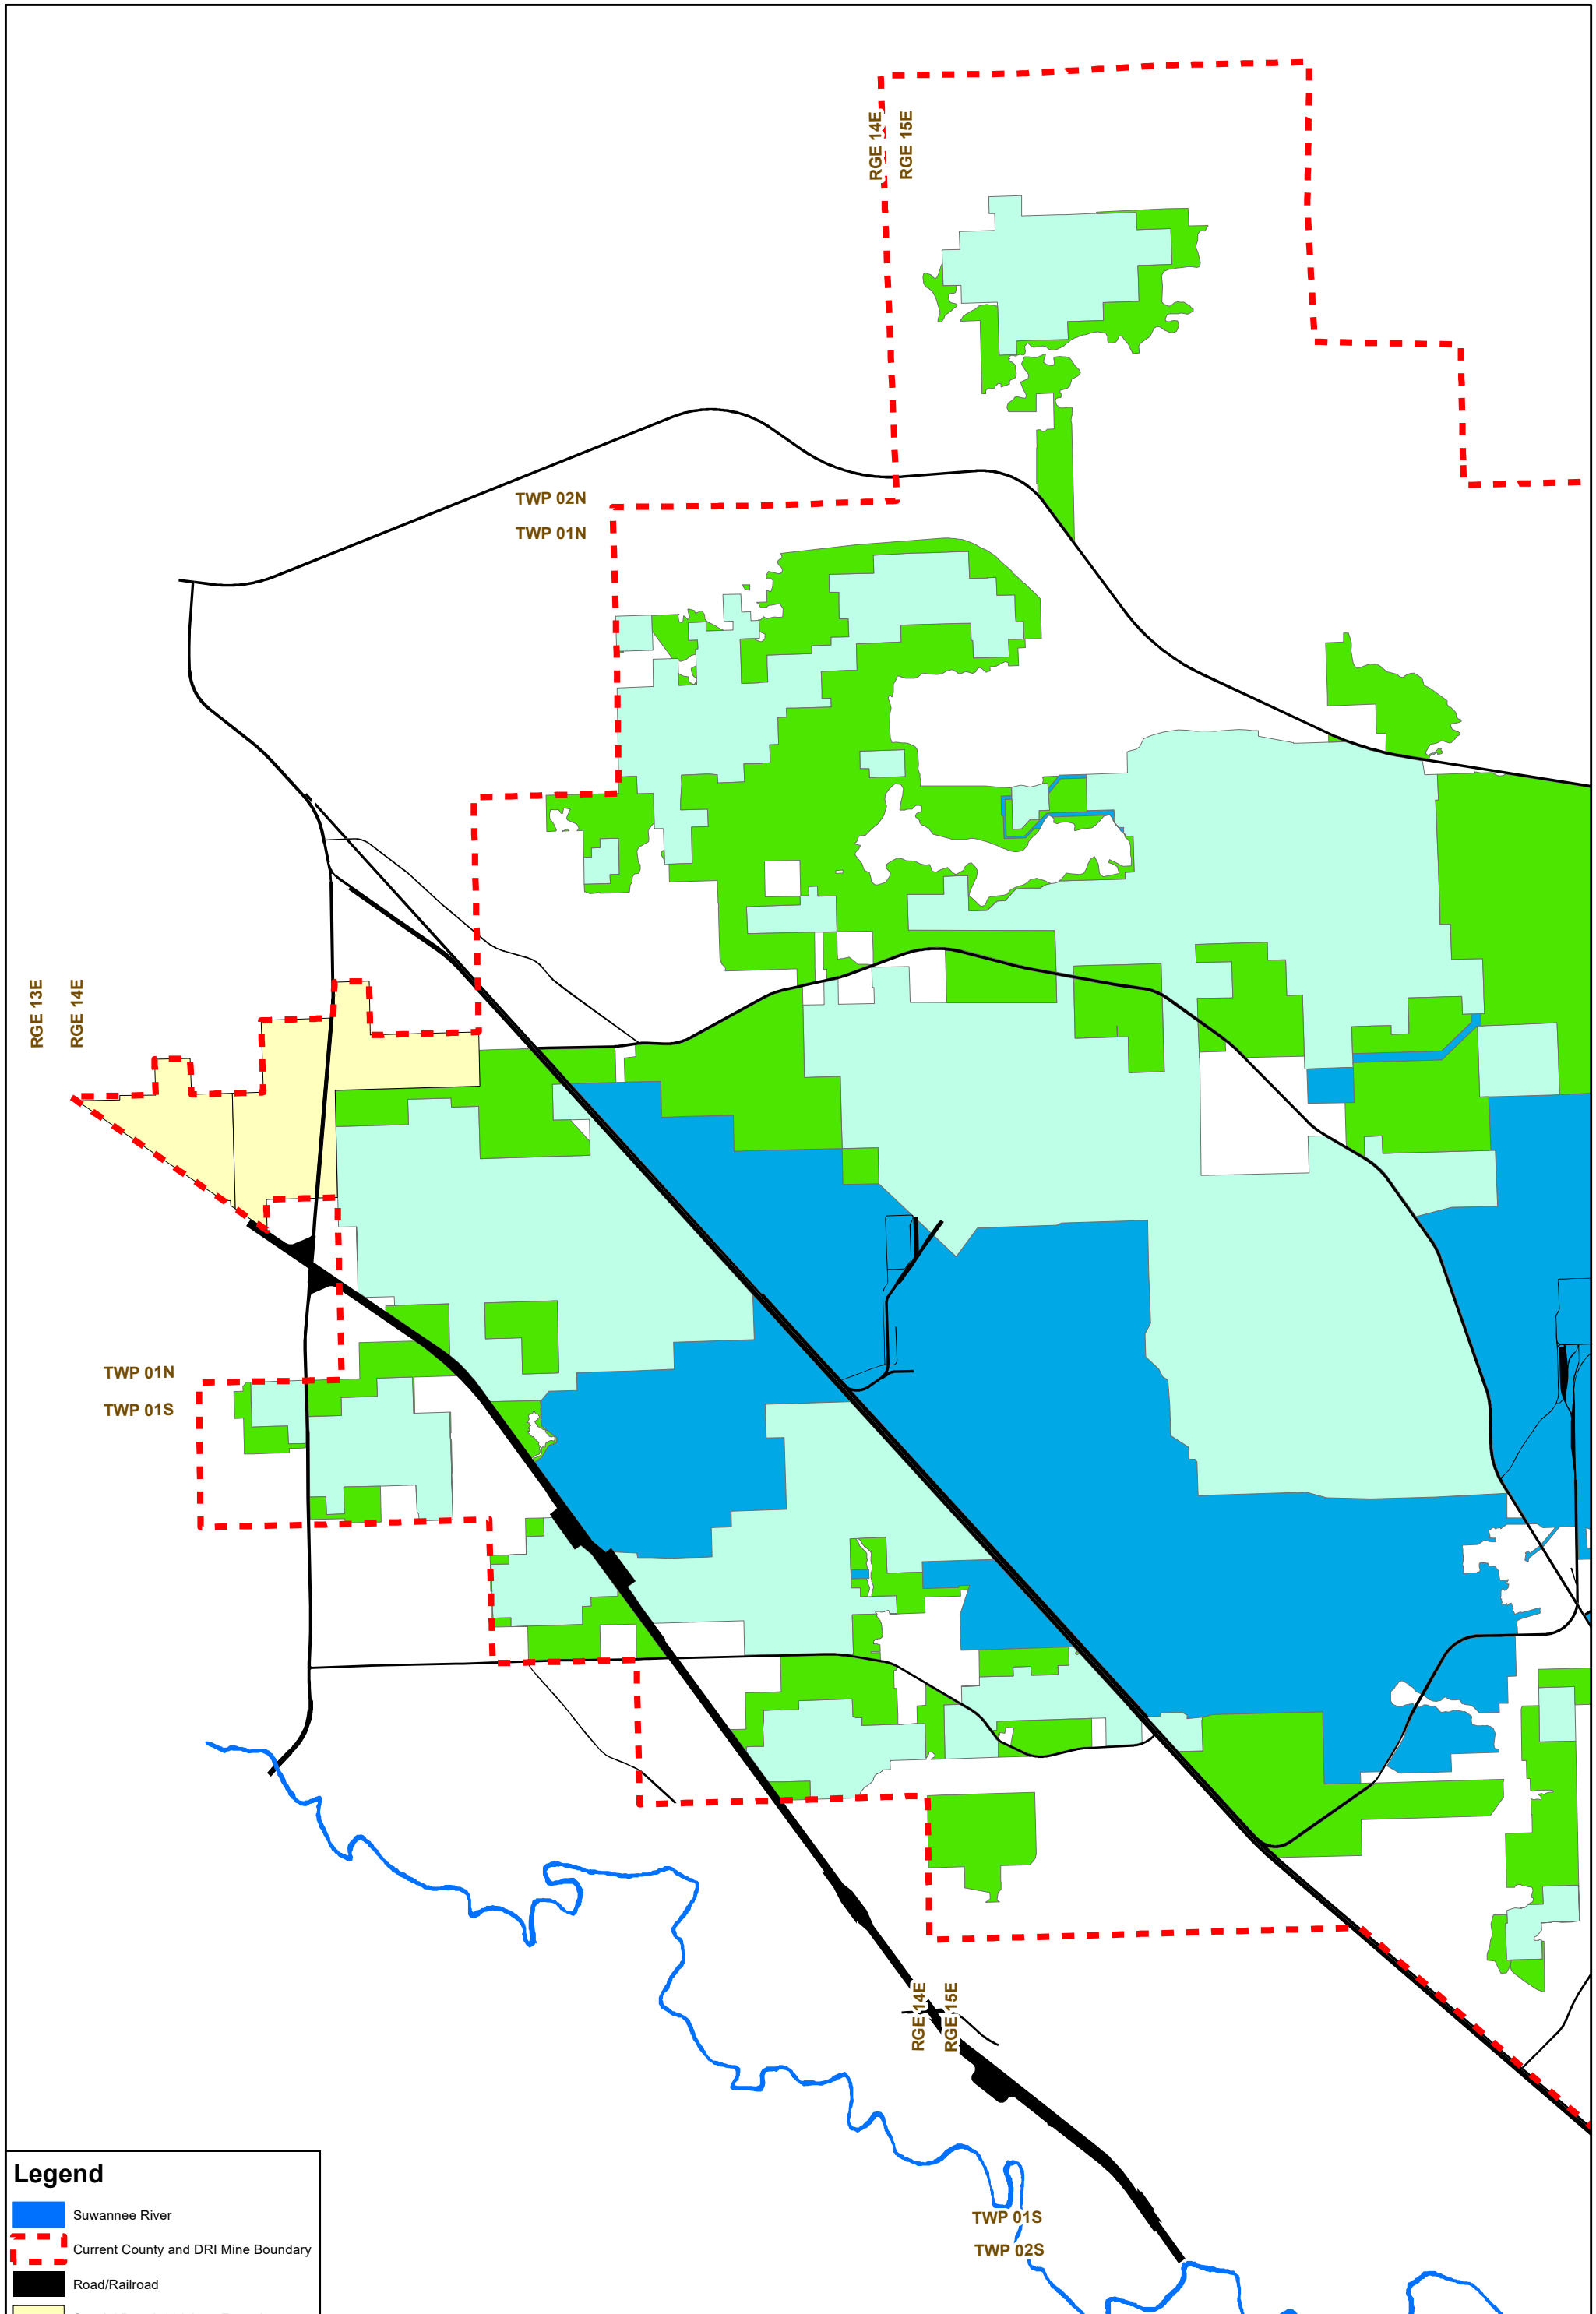 RGE 14E
RGE 15E
TWP 02N
TWP 01N
RGE 13E
RGE 14E
TWP 01N
TWP 01S
RGE 14E
RGE 15E
TWP 01S
TWP 02S
Legend
Suwannee River
Current County and DRI Mine Boundary
Road/Railroad